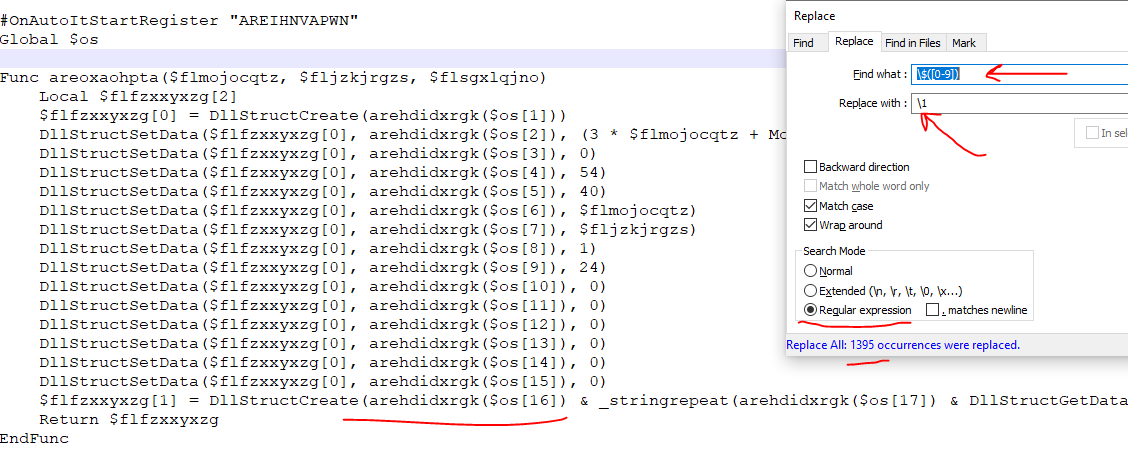 #OnAutoItStartRegister "AREIHNVAPWN"
Global $os
Func areoxaohpta($flmojocqtz, $fljzkjrgzs, $flsgxlqjno)
Local $flfzxxyxzg[2]
$flfzxxyxzg[0] = DllStructCreate(arehdidxrgk($os[1]))
DllStructSetData($flfzxxyxzg[0], arehdidxrgk($os[2]), (3 * $flmojocqtz + Mo
DllStructSetData($flfzxxyxzg[0], arehdidxrgk($os[3]), 0)
DllStructSetData($flfzxxyxzg[0], arehdidxrgk($os[4]), 54)
DllStructSetData($flfzxxyxzg[0], arehdidxrgk($os[5]), 40)
DllStructSetData($flfzxxyxzg[0], arehdidxrgk($os[6]), $flmojocqtz)
DllStructSetData($flfzxxyxzg[0], arehdidxrgk($os[7]), $fljzkjrgzs)
DllStructSetData($flfzxxyxzg[0], arehdidxrgk($os[8]), 1)
DllStructSetData($flfzxxyxzg[0], arehdidxrgk($os[9]), 24)
DllStructSetData($flfzxxyxzg[0], arehdidxrgk($os[10]), 0)
DllStructSetData($flfzxxyxzg[0], arehdidxrgk($os[11]), 0)
DllStructSetData($flfzxxyxzg[0], arehdidxrgk($os[12]), 0)
DllStructSetData($flfzxxyxzg[0], arehdidxrgk($os[13]), 0)
DllStructSetData($flfzxxyxzg[0], arehdidxrgk($os[14]), 0)
DllStructSetData($flfzxxyxzg[0], arehdidxrgk($os[15]), 0)
$flfzxxyxzg[1] = DllStructCreate(arehdidxrgk($os[16]) & _stringrepeat(arehdidxrgk($os[17]) & DllStructGetData
Return $flfzxxyxzg
EndFunc
Replace
Find Replace Find in Files Mark
Find what : \$([0-9])
Replace with : \1
In sel
Backward direction
Match whole word only
Match case
Wrap around
Search Mode
Normal
Extended (\n, \r, \t, \0, \x...)
Regular expression . matches newline
Replace All: 1395 occurrences were replaced.